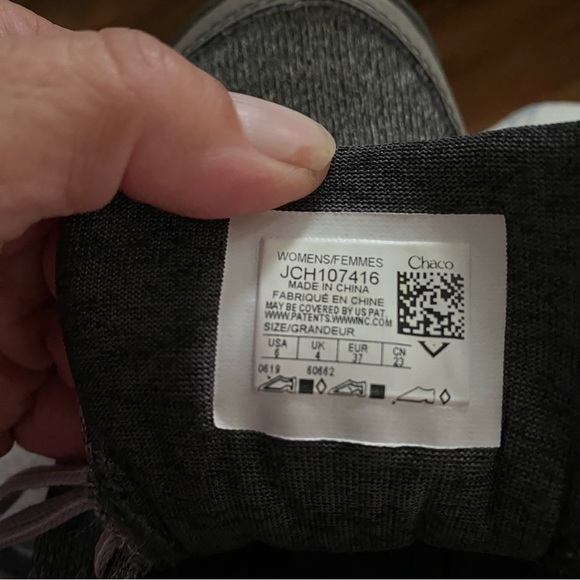 WOMENS/FEMMES
Chaco
JCH107416
MADE IN CHINA
FABRIQUÉ EN CHINE
MAY BE COVERED BY US PAT.
WWW.PATENTS.WWWINC.COM
SIZE/GRANDEUR
USA UK EUR CN
6 4 37 23
0619 60662